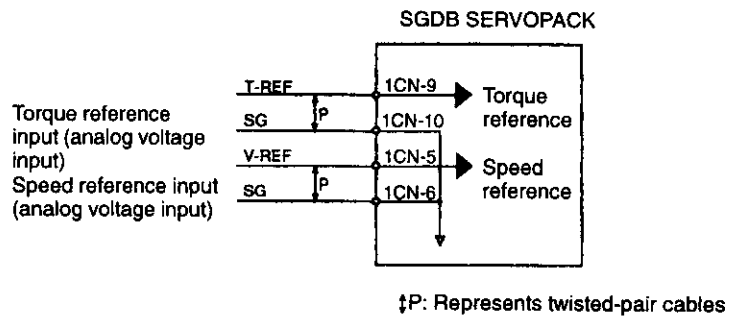 SGDB SERVOPACK
T-REF
1CN-9
Torque
reference
P
Torque reference
input (analog voltage
input)
SG
1CN-10
V-REF
1CN-5
Speed
reference
Speed reference input
(analog voltage input)
P
SG
1CN-6
↕P: Represents twisted-pair cables